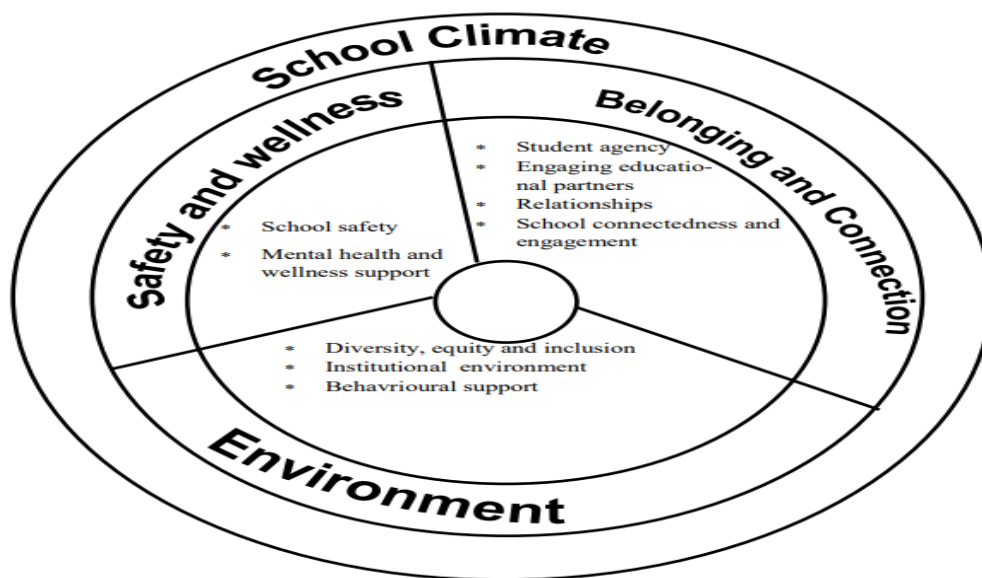 School Climate
Safety and wellness
Belonging and Connection
* Student agency
* Engaging educatio-
nal partners
* Relationships
* School connectedness and
engagement
* School safety
* Mental health and
wellness support
* Diversity, equity and inclusion
* Institutional environment
* Behavrioural support
Environment